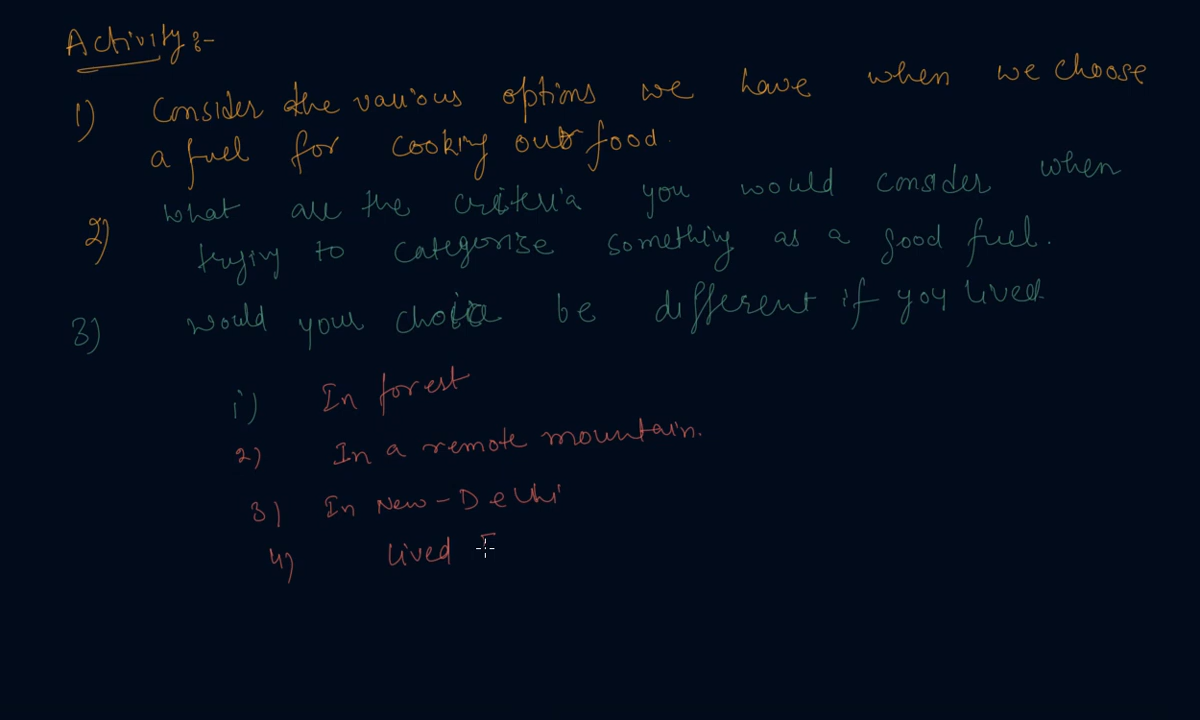 Activity:-
1) Consider the various options we have when we choose
a fuel for cooking our food.
2) What are the criteria you would consider when
trying to categorise something as a good fuel.
3) Would your choice be different if you lived
i) In forest
2) In a remote mountain.
3) In New-Delhi
4) lived